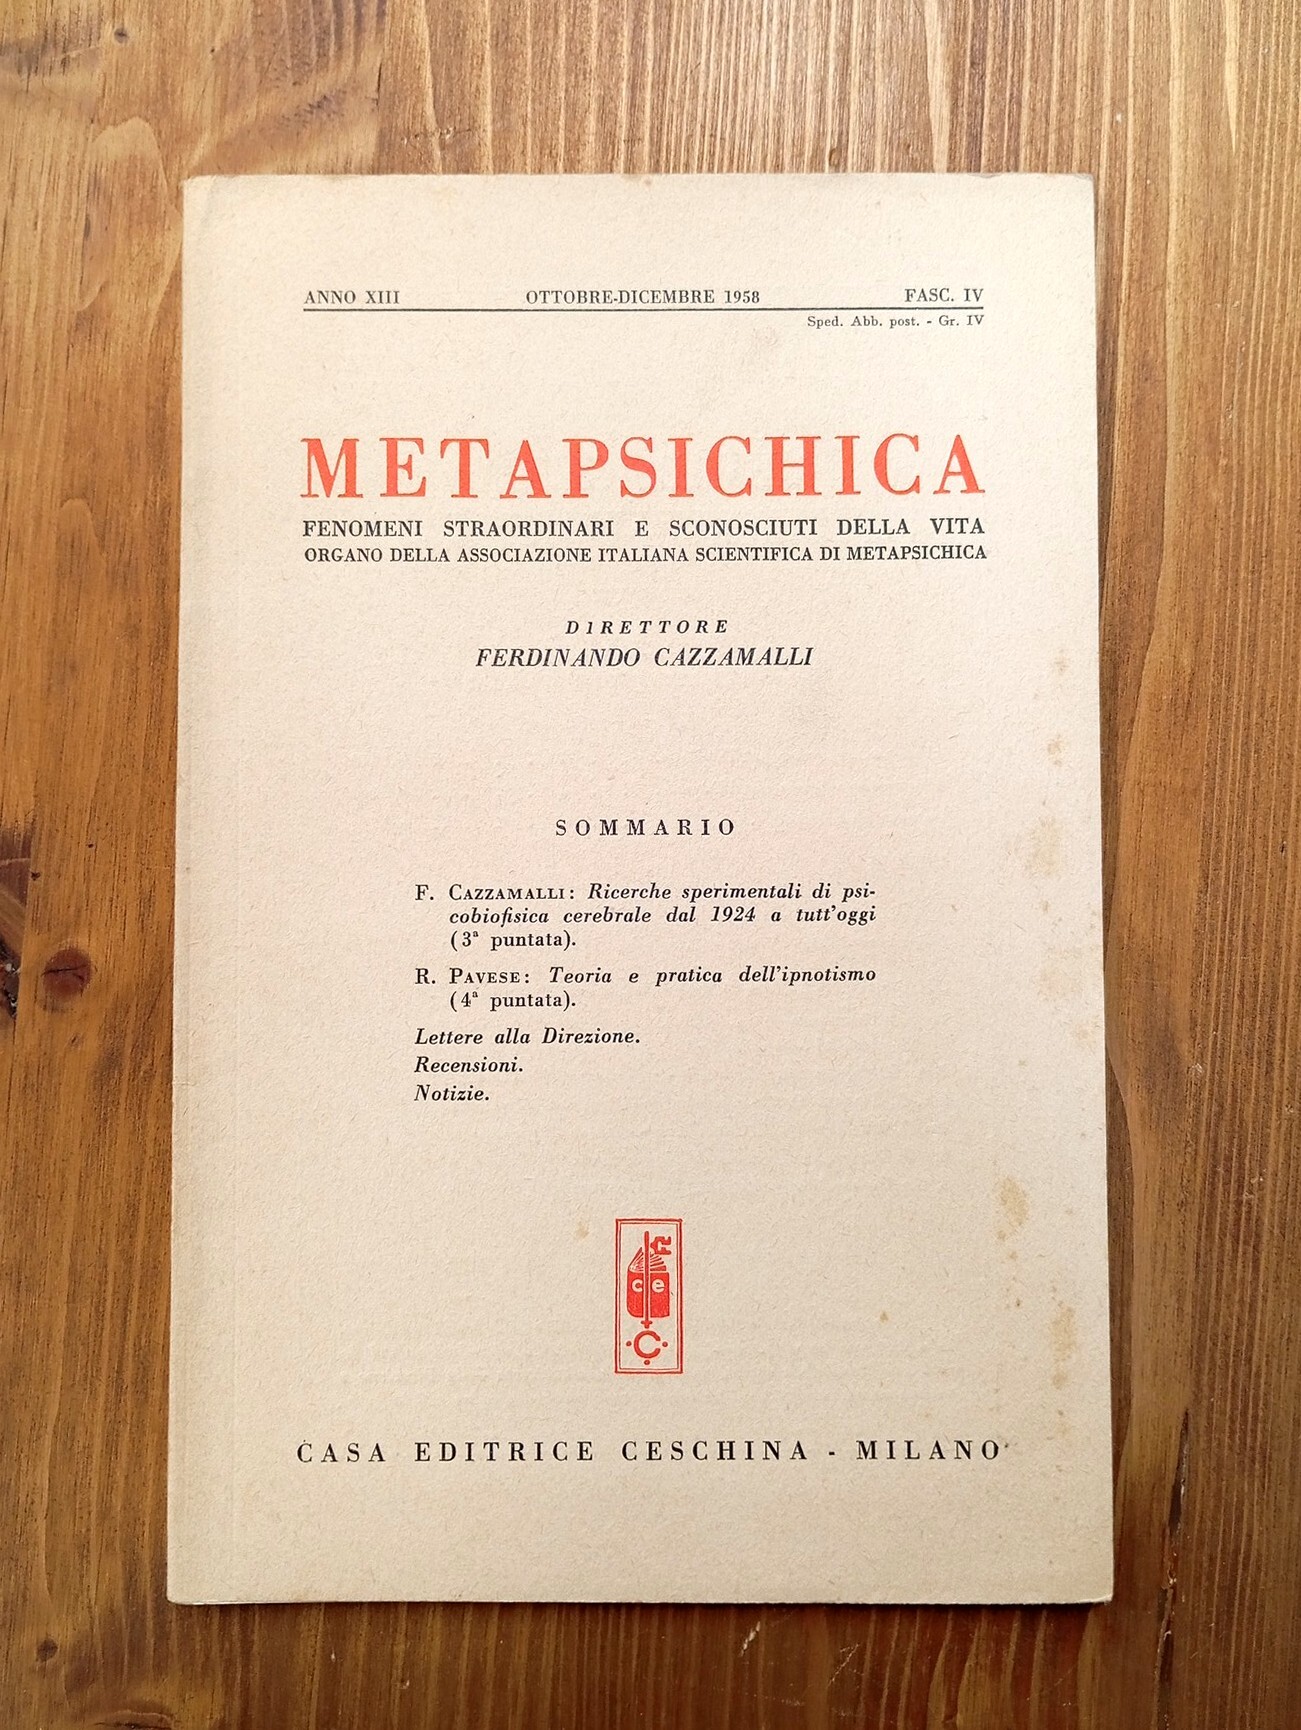 ANNO XIII OTTOBRE-DICEMBRE 1958 FASC. IV
Sped. Abb. post. - Gr. IV
METAPSICHICA
FENOMENI STRAORDINARI E SCONOSCIUTI DELLA VITA
ORGANO DELLA ASSOCIAZIONE ITALIANA SCIENTIFICA DI METAPSICHICA
DIRETTORE
FERDINANDO CAZZAMALLI
SOMMARIO
F. CAZZAMALLI: Ricerche sperimentali di psi-
cobiofisica cerebrale dal 1924 a tutt'oggi
(3ª puntata).
R. PAVESE: Teoria e pratica dell'ipnotismo
(4ª puntata).
Lettere alla Direzione.
Recensioni.
Notizie.
c e
C
CASA EDITRICE CESCHINA - MILANO